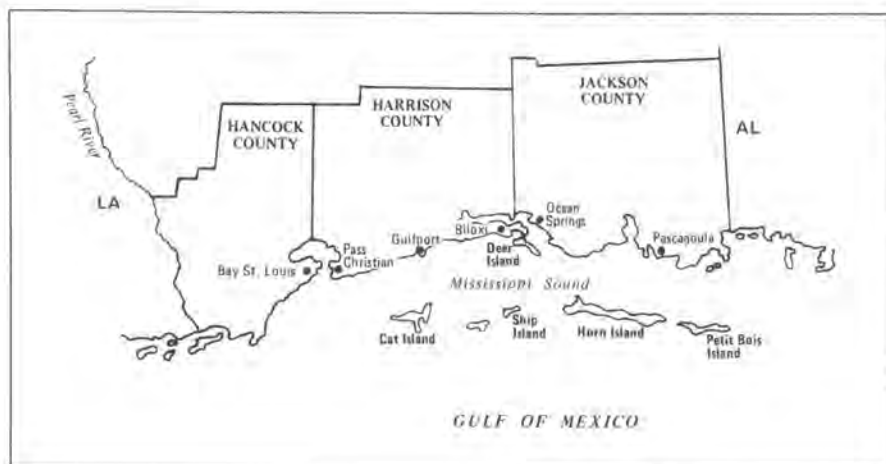 JACKSON
COUNTY
HARRISON
COUNTY
HANCOCK
COUNTY
Pearl River
AL
LA
Ocean
Springs
Biloxi
Deer
Island
Gulfport
Pascagoula
Pass
Christian
Bay St. Louis
Mississippi Sound
Ship
Island
Cat Island
Horn Island
Petit Bois
Island
GULF OF MEXICO